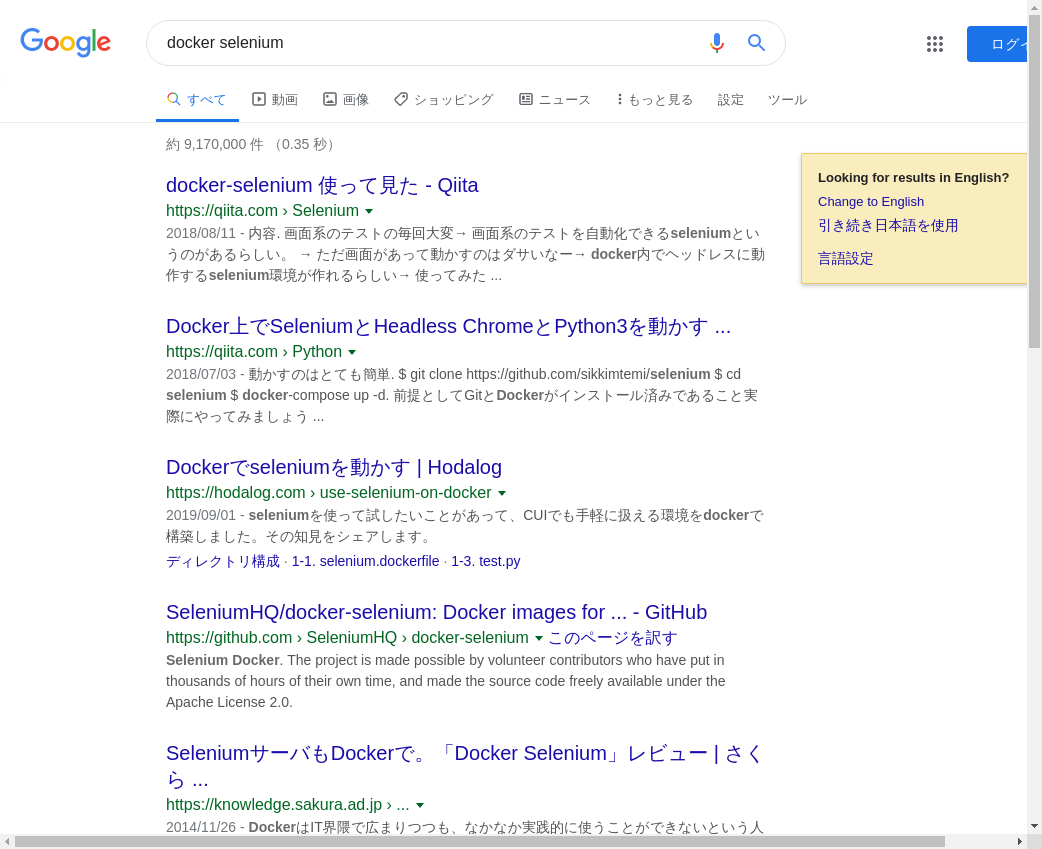 Google
docker selenium
すべて 動画 画像 ショッピング ニュース もっと見る 設定 ツール
約 9,170,000 件 （0.35 秒）
Looking for results in English?
Change to English
引き続き日本語を使用
言語設定
docker-selenium 使って見た - Qiita
https://qiita.com › Selenium
2018/08/11 - 内容. 画面系のテストの毎回大変→ 画面系のテストを自動化できるseleniumとい
うのがあるらしい。 → ただ画面があって動かすのはダサいなー→ docker内でヘッドレスに動
作するselenium環境が作れるらしい→ 使ってみた ...
Docker上でSeleniumとHeadless ChromeとPython3を動かす ...
https://qiita.com › Python
2018/07/03 - 動かすのはとても簡単. $ git clone https://github.com/sikkimtemi/selenium $ cd
selenium $ docker-compose up -d. 前提としてGitとDockerがインストール済みであること実
際にやってみましょう ...
Dockerでseleniumを動かす | Hodalog
https://hodalog.com › use-selenium-on-docker
2019/09/01 - seleniumを使って試したいことがあって、CUIでも手軽に扱える環境をdockerで
構築しました。その知見をシェアします。
ディレクトリ構成 · 1-1. selenium.dockerfile · 1-3. test.py
SeleniumHQ/docker-selenium: Docker images for ... - GitHub
https://github.com › SeleniumHQ › docker-selenium このページを訳す
Selenium Docker. The project is made possible by volunteer contributors who have put in
thousands of hours of their own time, and made the source code freely available under the
Apache License 2.0.
SeleniumサーバもDockerで。「Docker Selenium」レビュー | さく
ら ...
https://knowledge.sakura.ad.jp › ...
2014/11/26 - DockerはIT界隈で広まりつつも、なかなか実践的に使うことができないという人